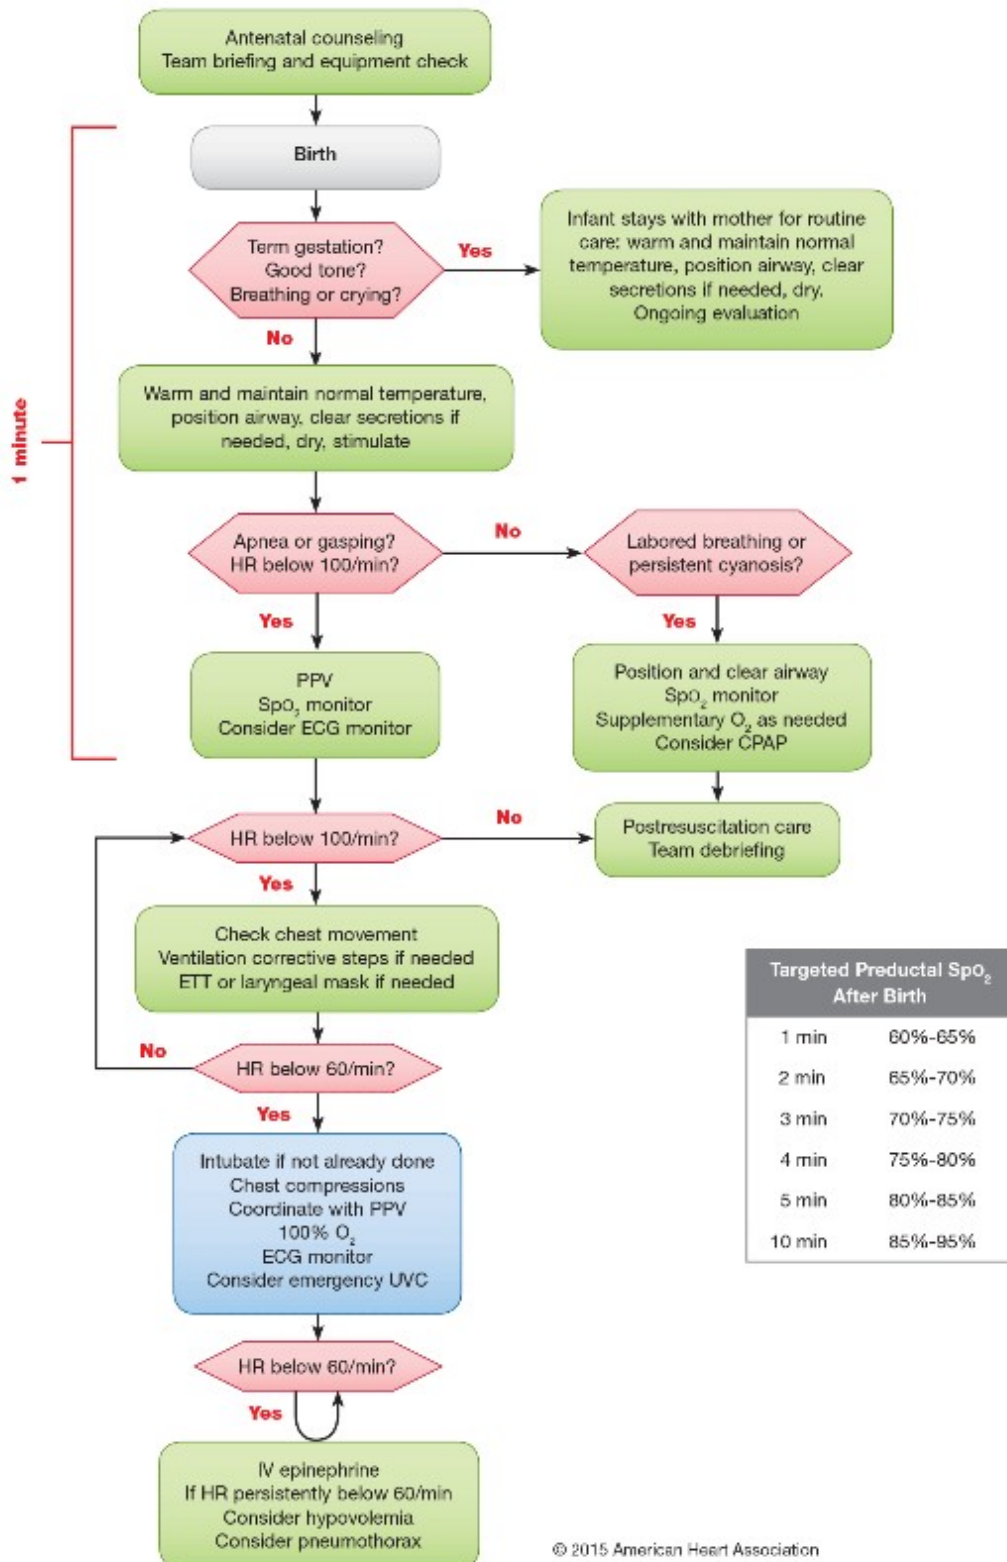 Antenatal counseling
Team briefing and equipment check
Birth
1 minute
Term gestation?
Good tone?
Breathing or crying?
Yes
Infant stays with mother for routine
care: warm and maintain normal
temperature, position airway, clear
secretions if needed, dry.
Ongoing evaluation
No
Warm and maintain normal temperature,
position airway, clear secretions if
needed, dry, stimulate
Apnea or gasping?
HR below 100/min?
No
Labored breathing or
persistent cyanosis?
Yes
Yes
PPV
SpO₂ monitor
Consider ECG monitor
Position and clear airway
SpO₂ monitor
Supplementary O₂ as needed
Consider CPAP
HR below 100/min?
No
Postresuscitation care
Team debriefing
Yes
Check chest movement
Ventilation corrective steps if needed
ETT or laryngeal mask if needed
No
HR below 60/min?
Yes
Intubate if not already done
Chest compressions
Coordinate with PPV
100% O₂
ECG monitor
Consider emergency UVC
HR below 60/min?
Yes
IV epinephrine
If HR persistently below 60/min
Consider hypovolemia
Consider pneumothorax
Targeted Preductal SpO₂
After Birth
1 min 60%-65%
2 min 65%-70%
3 min 70%-75%
4 min 75%-80%
5 min 80%-85%
10 min 85%-95%
© 2015 American Heart Association